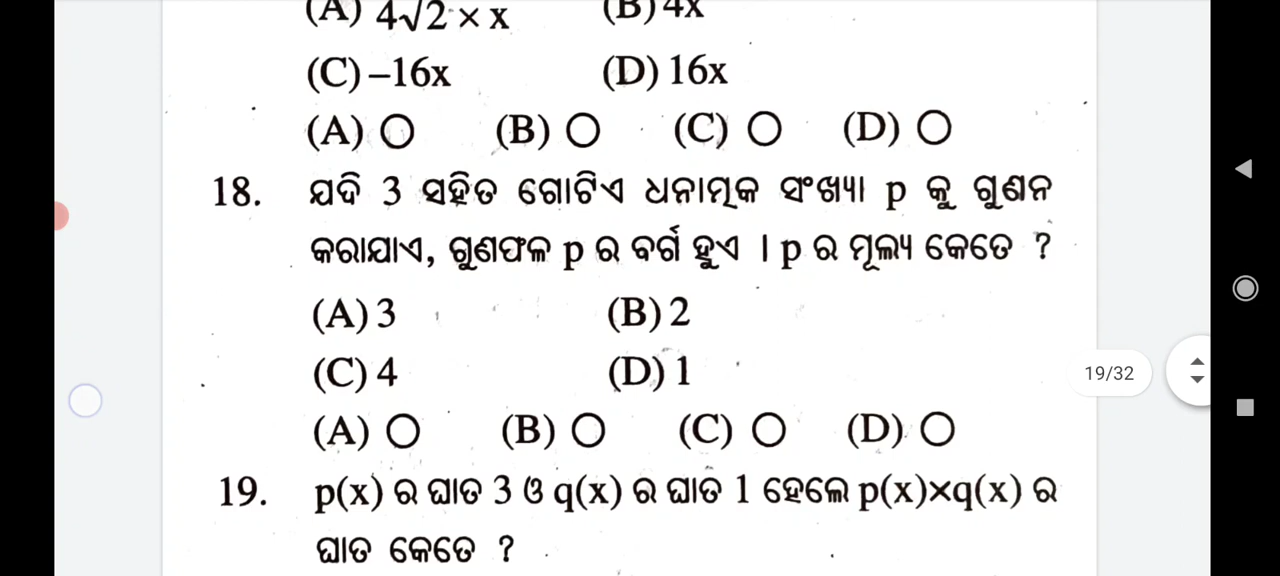 (A) 4√2 × x (B) 4x
(C) –16x (D) 16x
(A) ○ (B) ○ (C) ○ (D) ○
18. ଯଦି 3 ସହିତ ଗୋଟିଏ ଧନାତ୍ମକ ସଂଖ୍ୟା p କୁ ଗୁଣନ
କରାଯାଏ, ଗୁଣଫଳ p ର ବର୍ଗ ହୁଏ । p ର ମୂଲ୍ୟ କେତେ ?
(A) 3 (B) 2
(C) 4 (D) 1
(A) ○ (B) ○ (C) ○ (D) ○
19. p(x) ର ଘାତ 3 ଓ q(x) ର ଘାତ 1 ହେଲେ p(x)×q(x) ର
ଘାତ କେତେ ?
19/32